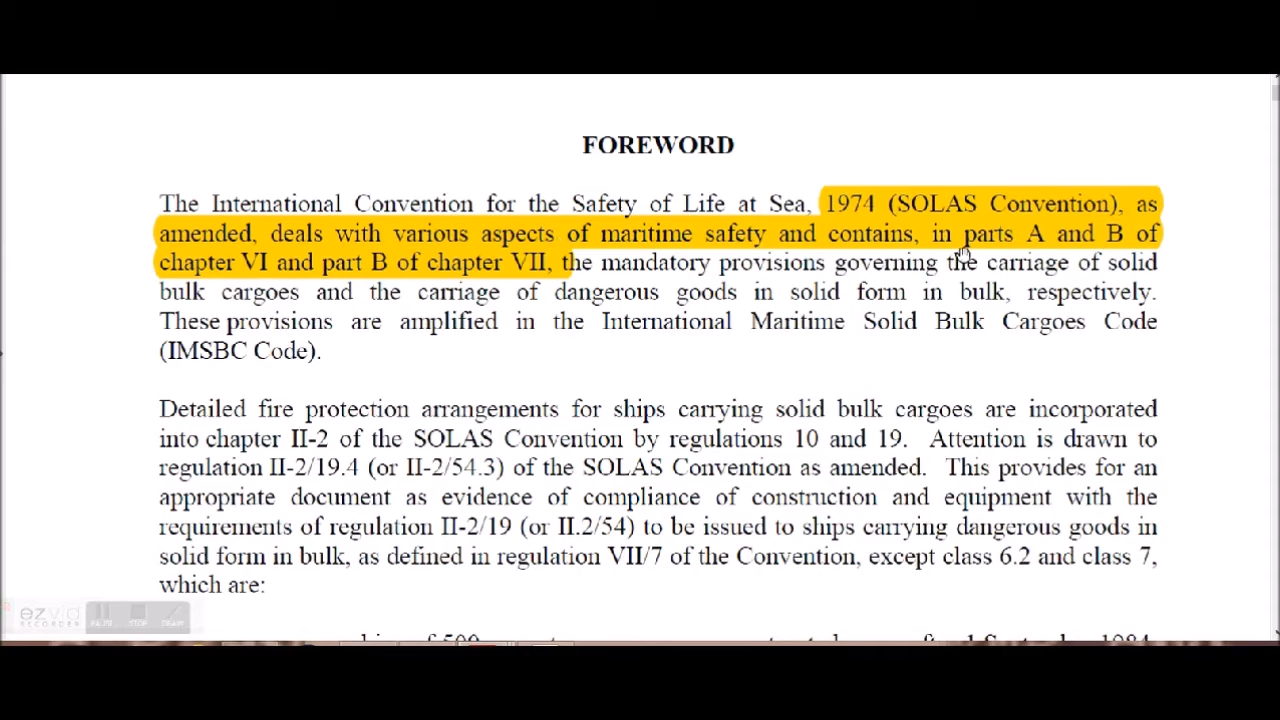 FOREWORD
The International Convention for the Safety of Life at Sea, 1974 (SOLAS Convention), as
amended, deals with various aspects of maritime safety and contains, in parts A and B of
chapter VI and part B of chapter VII, the mandatory provisions governing the carriage of solid
bulk cargoes and the carriage of dangerous goods in solid form in bulk, respectively.
These provisions are amplified in the International Maritime Solid Bulk Cargoes Code
(IMSBC Code).
Detailed fire protection arrangements for ships carrying solid bulk cargoes are incorporated
into chapter II-2 of the SOLAS Convention by regulations 10 and 19. Attention is drawn to
regulation II-2/19.4 (or II-2/54.3) of the SOLAS Convention as amended. This provides for an
appropriate document as evidence of compliance of construction and equipment with the
requirements of regulation II-2/19 (or II.2/54) to be issued to ships carrying dangerous goods in
solid form in bulk, as defined in regulation VII/7 of the Convention, except class 6.2 and class 7,
which are:
ezvid
RECORDER
STOP
DRAW